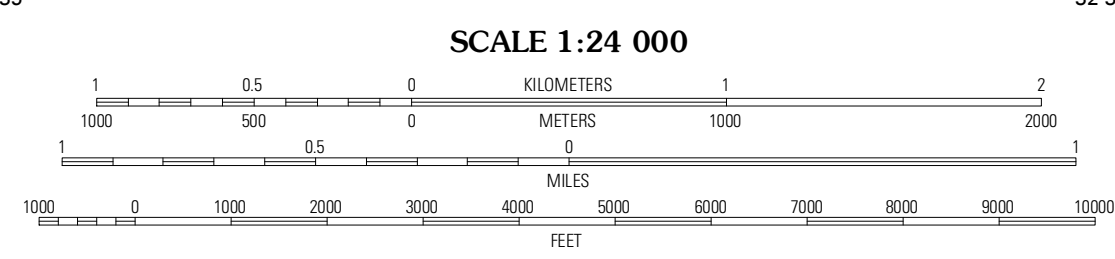 SCALE 1:24 000
1 0.5 0 KILOMETERS 1 2
1000 500 0 METERS 1000 2000
1 0.5 0 1
MILES
1000 0 1000 2000 3000 4000 5000 6000 7000 8000 9000 10000
FEET